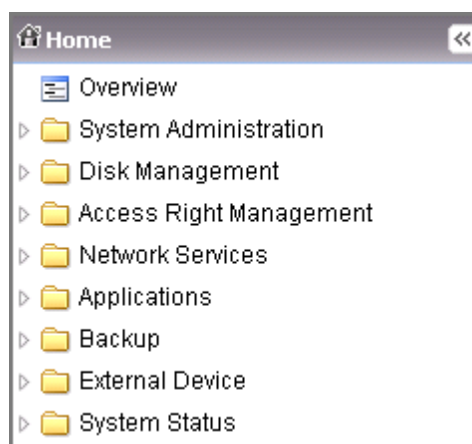 Home
Overview
System Administration
Disk Management
Access Right Management
Network Services
Applications
Backup
External Device
System Status